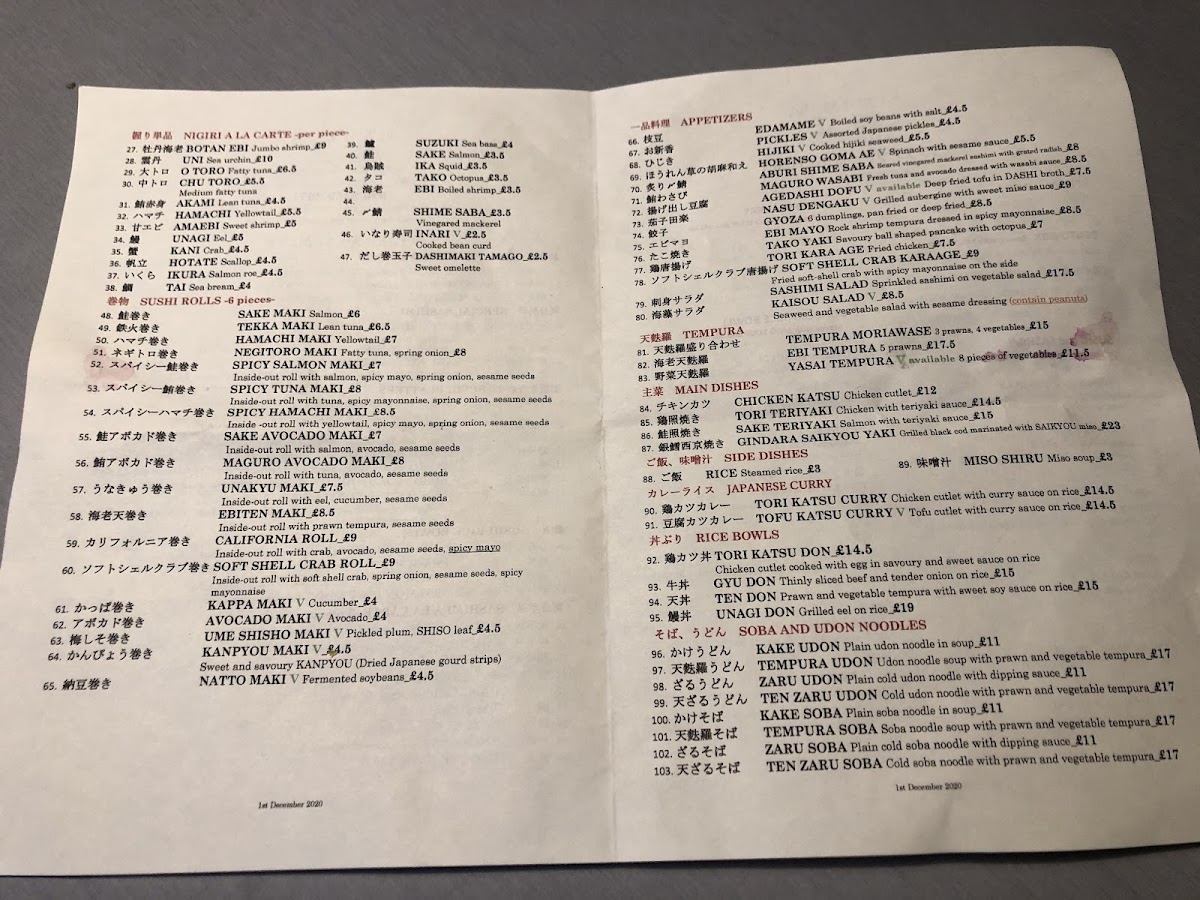 握り単品 NIGIRI A LA CARTE -per piece-
27. 牡丹海老 BOTAN EBI Jumbo shrimp_£9
28. 雲丹 UNI Sea urchin_£10
29. 大トロ O TORO Fatty tuna_£6.5
30. 中トロ CHU TORO_£5.5
Medium fatty tuna
31. 鮪赤身 AKAMI Lean tuna_£4.5
32. ハマチ HAMACHI Yellowtail_£5.5
33. 甘エビ AMAEBI Sweet shrimp_£5
34. 鰻 UNAGI Eel_£5
35. 蟹 KANI Crab_£4.5
36. 帆立 HOTATE Scallop_£4.5
37. いくら IKURA Salmon roe_£4.5
38. 鯛 TAI Sea bream_£4
39. 鱸 SUZUKI Sea bass_£4
40. 鮭 SAKE Salmon_£3.5
41. 烏賊 IKA Squid_£3.5
42. タコ TAKO Octopus_£3.5
43. 海老 EBI Boiled shrimp_£3.5
44.
45. 〆鯖 SHIME SABA_£3.5
Vinegared mackerel
46. いなり寿司 INARI V_£2.5
Cooked bean curd
47. だし巻玉子 DASHIMAKI TAMAGO_£2.5
Sweet omelette
巻物 SUSHI ROLLS -6 pieces-
48. 鮭巻き SAKE MAKI Salmon_£6
49. 鉄火巻き TEKKA MAKI Lean tuna_£6.5
50. ハマチ巻き HAMACHI MAKI Yellowtail_£7
51. ネギトロ巻き NEGITORO MAKI Fatty tuna, spring onion_£8
52. スパイシー鮭巻き SPICY SALMON MAKI_£7
Inside-out roll with salmon, spicy mayo, spring onion, sesame seeds
53. スパイシー鮪巻き SPICY TUNA MAKI_£8
Inside-out roll with tuna, spicy mayonnaise, spring onion, sesame seeds
54. スパイシーハマチ巻き SPICY HAMACHI MAKI_£8.5
Inside -out roll with yellowtail, spicy mayo, spring onion, sesame seeds
55. 鮭アボカド巻き SAKE AVOCADO MAKI_£7
Inside-out roll with salmon, avocado, sesame seeds
56. 鮪アボカド巻き MAGURO AVOCADO MAKI_£8
Inside-out roll with tuna, avocado, sesame seeds
57. うなきゅう巻き UNAKYU MAKI_£7.5
Inside-out roll with eel, cucumber, sesame seeds
58. 海老天巻き EBITEN MAKI_£8.5
Inside-out roll with prawn tempura, sesame seeds
59. カリフォルニア巻き CALIFORNIA ROLL_£9
Inside-out roll with crab, avocado, sesame seeds, spicy mayo
60. ソフトシェルクラブ巻き SOFT SHELL CRAB ROLL_£9
Inside-out roll with soft shell crab, spring onion, sesame seeds, spicy
mayonnaise
61. かっぱ巻き KAPPA MAKI V Cucumber_£4
62. アボカド巻き AVOCADO MAKI V Avocado_£4
63. 梅しそ巻き UME SHISHO MAKI V Pickled plum, SHISO leaf_£4.5
64. かんぴょう巻き KANPYOU MAKI V_£4.5
Sweet and savoury KANPYOU (Dried Japanese gourd strips)
65. 納豆巻き NATTO MAKI V Fermented soybeans_£4.5
1st December 2020
一品料理 APPETIZERS
66. 枝豆 EDAMAME V Boiled soy beans with salt_£4.5
67. お新香 PICKLES V Assorted Japanese pickles_£4.5
68. ひじき HIJIKI V Cooked hijiki seaweed_£5.5
69. ほうれん草の胡麻和え HORENSO GOMA AE V Spinach with sesame sauce_£5.5
70. 炙り〆鯖 ABURI SHIME SABA Seared vinegared mackerel sashimi with grated radish_£8
71. 鮪わさび MAGURO WASABI Fresh tuna and avocado dressed with wasabi sauce_£8.5
72. 揚げ出し豆腐 AGEDASHI DOFU V available Deep fried tofu in DASHI broth_£7.5
73. 茄子田楽 NASU DENGAKU V Grilled aubergine with sweet miso sauce_£9
74. 餃子 GYOZA 6 dumplings, pan fried or deep fried_£8.5
75. エビマヨ EBI MAYO Rock shrimp tempura dressed in spicy mayonnaise_£8.5
76. たこ焼き TAKO YAKI Savoury ball shaped pancake with octopus_£7
77. 鶏唐揚げ TORI KARA AGE Fried chicken_£7.5
78. ソフトシェルクラブ唐揚げ SOFT SHELL CRAB KARAAGE_£9
Fried soft-shell crab with spicy mayonnaise on the side
79. 刺身サラダ SASHIMI SALAD Sprinkled sashimi on vegetable salad_£17.5
80. 海藻サラダ KAISOU SALAD V_£8.5
Seaweed and vegetable salad with sesame dressing (contain peanuts)
天麩羅 TEMPURA
81. 天麩羅盛り合わせ TEMPURA MORIAWASE 3 prawns, 4 vegetables_£15
82. 海老天麩羅 EBI TEMPURA 5 prawns_£17.5
83. 野菜天麩羅 YASAI TEMPURA V available 8 pieces of vegetables_£11.5
主菜 MAIN DISHES
84. チキンカツ CHICKEN KATSU Chicken cutlet_£12
85. 鶏照焼き TORI TERIYAKI Chicken with teriyaki sauce_£14.5
86. 鮭照焼き SAKE TERIYAKI Salmon with teriyaki sauce_£15
87. 銀鱈西京焼き GINDARA SAIKYOU YAKI Grilled black cod marinated with SAIKYOU miso_£23
ご飯、味噌汁 SIDE DISHES
88. ご飯 RICE Steamed rice_£3 89. 味噌汁 MISO SHIRU Miso soup_£3
カレーライス JAPANESE CURRY
90. 鶏カツカレー TORI KATSU CURRY Chicken cutlet with curry sauce on rice_£14.5
91. 豆腐カツカレー TOFU KATSU CURRY V Tofu cutlet with curry sauce on rice_£14.5
丼ぶり RICE BOWLS
92. 鶏カツ丼 TORI KATSU DON_£14.5
Chicken cutlet cooked with egg in savoury and sweet sauce on rice
93. 牛丼 GYU DON Thinly sliced beef and tender onion on rice_£15
94. 天丼 TEN DON Prawn and vegetable tempura with sweet soy sauce on rice_£15
95. 鰻丼 UNAGI DON Grilled eel on rice_£19
そば、うどん SOBA AND UDON NOODLES
96. かけうどん KAKE UDON Plain udon noodle in soup_£11
97. 天麩羅うどん TEMPURA UDON Udon noodle soup with prawn and vegetable tempura_£17
98. ざるうどん ZARU UDON Plain cold udon noodle with dipping sauce_£11
99. 天ざるうどん TEN ZARU UDON Cold udon noodle with prawn and vegetable tempura_£17
100. かけそば KAKE SOBA Plain soba noodle in soup_£11
101. 天麩羅そば TEMPURA SOBA Soba noodle soup with prawn and vegetable tempura_£17
102. ざるそば ZARU SOBA Plain cold soba noodle with dipping sauce_£11
103. 天ざるそば TEN ZARU SOBA Cold soba noodle with prawn and vegetable tempura_£17
1st December 2020